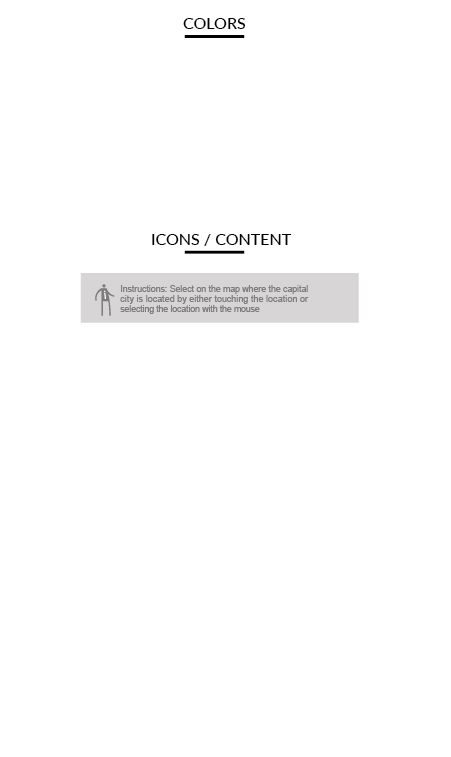 COLORS
ICONS / CONTENT
Instructions: Select on the map where the capital
city is located by either touching the location or
selecting the location with the mouse